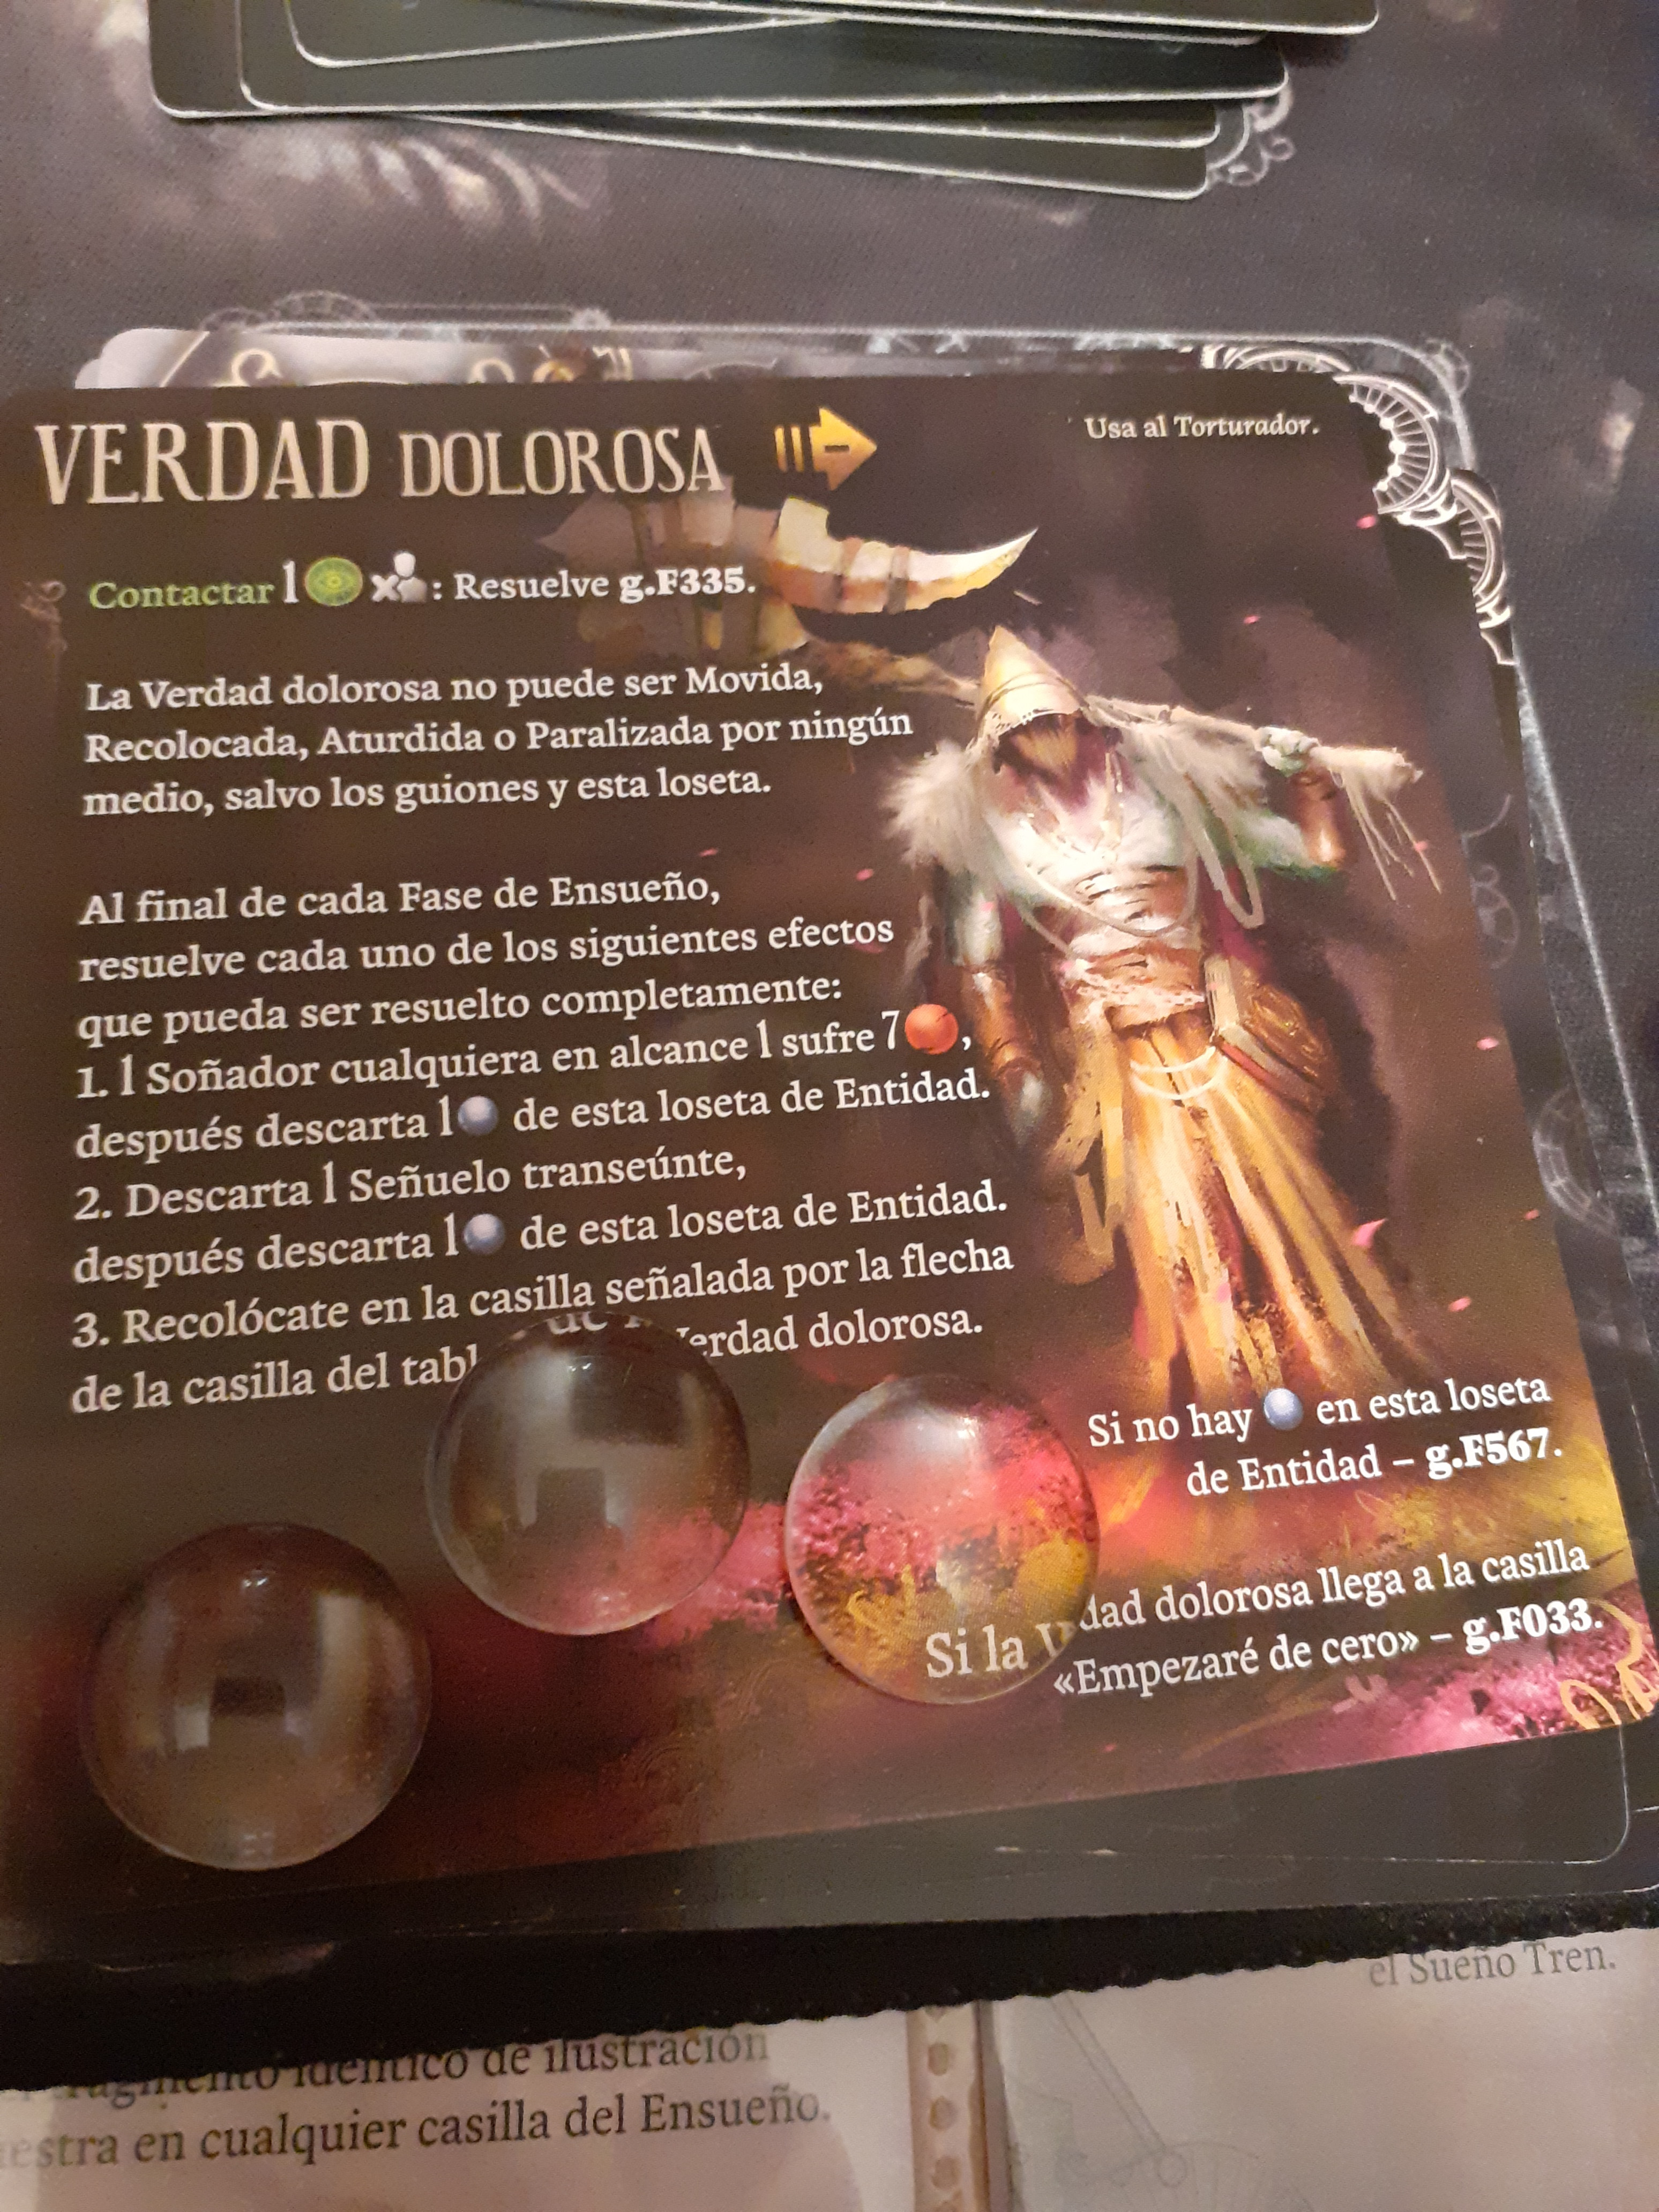 VERDAD DOLOROSA
Usa al Torturador.
Contactar 1 x: Resuelve g.F335.
La Verdad dolorosa no puede ser Movida,
Recolocada, Aturdida o Paralizada por ningún
medio, salvo los guiones y esta loseta.
Al final de cada Fase de Ensueño,
resuelve cada uno de los siguientes efectos
que pueda ser resuelto completamente:
1. 1 Soñador cualquiera en alcance 1 sufre 7,
después descarta 1 de esta loseta de Entidad.
2. Descarta 1 Señuelo transeúnte,
después descarta 1 de esta loseta de Entidad.
3. Recolócate en la casilla señalada por la flecha
de la casilla del dolorosa.
Si no hay en esta loseta
de Entidad – g.F567.
Si la dolorosa llega a la casilla
«Empezaré de cero» – g.F033.
el Sueño Tren.
idéntico de ilustración
en cualquier casilla del Ensueño.